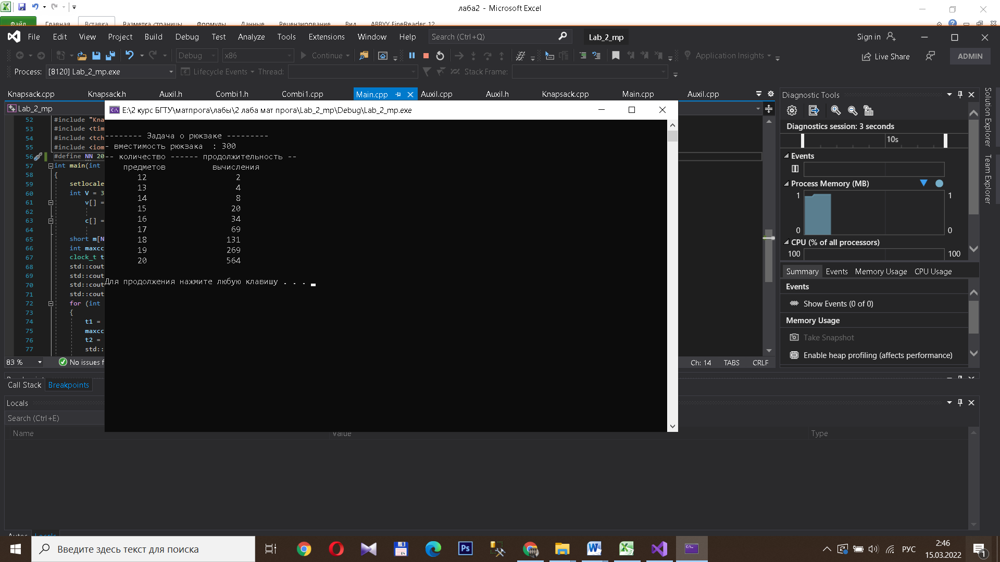 лаба2 - Microsoft Excel
Файл Главная Вставка Разметка страницы Формулы Данные Рецензирование Вид ABBYY FineReader 12
File Edit View Project Build Debug Test Analyze Tools Extensions Window Help Search (Ctrl+Q) Lab_2_mp Sign in
Debug x86 Continue Application Insights Live Share ADMIN
Process: [8120] Lab_2_mp.exe Lifecycle Events Thread: Stack Frame:
Knapsack.cpp Knapsack.h Auxil.h Combi1.h Combi1.cpp Main.cpp Auxil.cpp Auxil.h Knapsack.cpp Main.cpp Auxil.cpp
Lab_2_mp
52 #include "Kna
53 #include <tim
54 #include <tch
55 #include <iom
56 #define NN 20
57 int main(int
58 {
59 setlocale
60 int V = 3
61 v[] =
62
63 c[] =
64
65 short m[N
66 int maxcc
67 clock_t t
68 std::cout
69 std::cout
70 std::cout
71 std::cout
72 for (int
73 {
74 t1 =
75 maxcc
76 t2 =
77 std::
83 % No issues f
Ch: 14 TABS CRLF
E:\2 курс БГТУ\матпрога\лабы\2 лаба мат прога\Lab_2_mp\Debug\Lab_2_mp.exe
-------- Задача о рюкзаке ---------
- вместимость рюкзака : 300
-- количество ------ продолжительность --
предметов вычисления
12 2
13 4
14 8
15 20
16 34
17 69
18 131
19 269
20 564
Для продолжения нажмите любую клавишу . . .
Diagnostic Tools
Diagnostics session: 3 seconds
10s
Events
Process Memory (MB)
1 1
0 0
CPU (% of all processors)
100 100
Summary Events Memory Usage CPU Usage
Events
Show Events (0 of 0)
Memory Usage
Take Snapshot
Enable heap profiling (affects performance)
Solution Explorer
Team Explorer
Call Stack Breakpoints
Locals
Search (Ctrl+E)
Name Value Type
Autos Locals
Введите здесь текст для поиска
Ps
64
РУС
2:46
15.03.2022
1